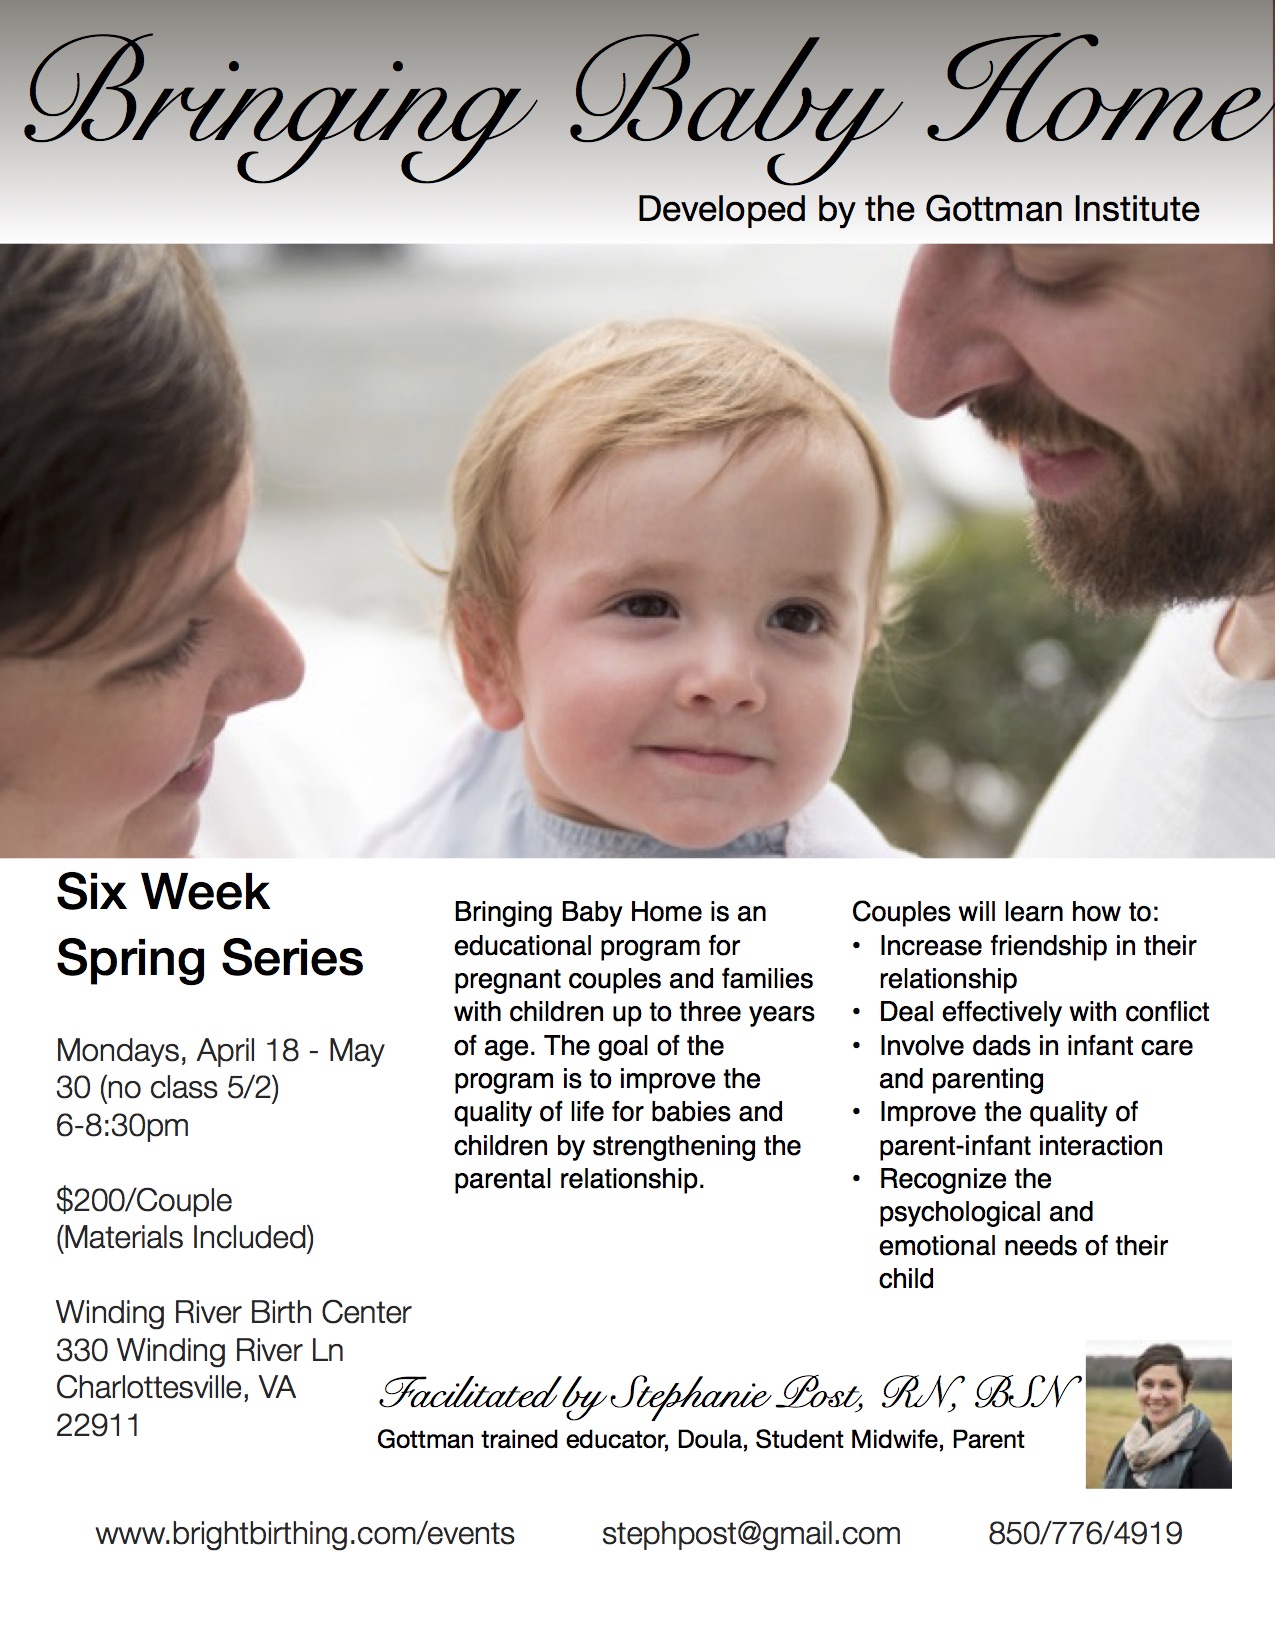 Bringing Baby Home
Developed by the Gottman Institute
Six Week
Spring Series
Mondays, April 18 - May
30 (no class 5/2)
6-8:30pm
$200/Couple
(Materials Included)
Winding River Birth Center
330 Winding River Ln
Charlottesville, VA
22911
Bringing Baby Home is an
educational program for
pregnant couples and families
with children up to three years
of age. The goal of the
program is to improve the
quality of life for babies and
children by strengthening the
parental relationship.
Couples will learn how to:
• Increase friendship in their
relationship
• Deal effectively with conflict
• Involve dads in infant care
and parenting
• Improve the quality of
parent-infant interaction
• Recognize the
psychological and
emotional needs of their
child
Facilitated by Stephanie Post, RN, BSN
Gottman trained educator, Doula, Student Midwife, Parent
www.brightbirthing.com/events stephpost@gmail.com 850/776/4919